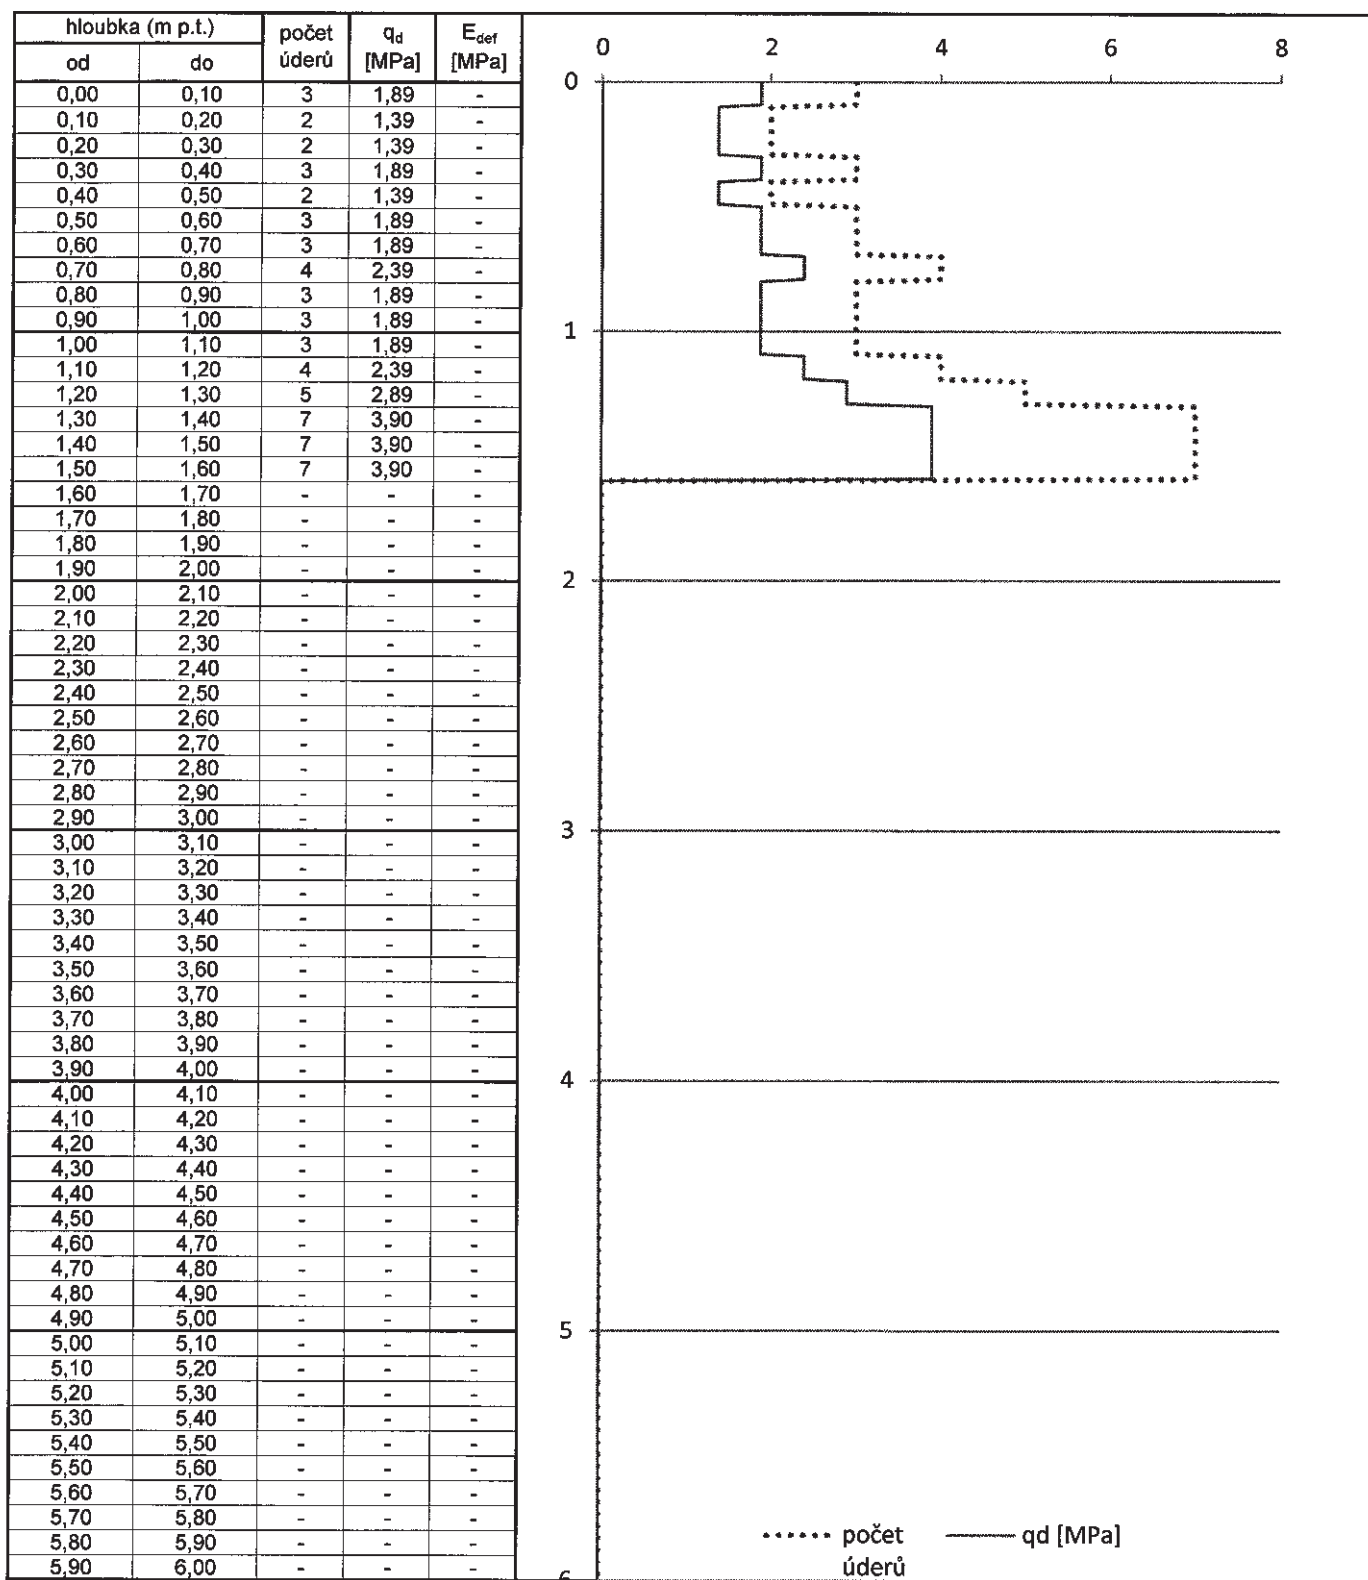 hloubka (m p.t.) počet úderů qd [MPa] Edef [MPa]
od do
0,00 0,10 3 1,89 -
0,10 0,20 2 1,39 -
0,20 0,30 2 1,39 -
0,30 0,40 3 1,89 -
0,40 0,50 2 1,39 -
0,50 0,60 3 1,89 -
0,60 0,70 3 1,89 -
0,70 0,80 4 2,39 -
0,80 0,90 3 1,89 -
0,90 1,00 3 1,89 -
1,00 1,10 3 1,89 -
1,10 1,20 4 2,39 -
1,20 1,30 5 2,89 -
1,30 1,40 7 3,90 -
1,40 1,50 7 3,90 -
1,50 1,60 7 3,90 -
1,60 1,70 - - -
1,70 1,80 - - -
1,80 1,90 - - -
1,90 2,00 - - -
2,00 2,10 - - -
2,10 2,20 - - -
2,20 2,30 - - -
2,30 2,40 - - -
2,40 2,50 - - -
2,50 2,60 - - -
2,60 2,70 - - -
2,70 2,80 - - -
2,80 2,90 - - -
2,90 3,00 - - -
3,00 3,10 - - -
3,10 3,20 - - -
3,20 3,30 - - -
3,30 3,40 - - -
3,40 3,50 - - -
3,50 3,60 - - -
3,60 3,70 - - -
3,70 3,80 - - -
3,80 3,90 - - -
3,90 4,00 - - -
4,00 4,10 - - -
4,10 4,20 - - -
4,20 4,30 - - -
4,30 4,40 - - -
4,40 4,50 - - -
4,50 4,60 - - -
4,60 4,70 - - -
4,70 4,80 - - -
4,80 4,90 - - -
4,90 5,00 - - -
5,00 5,10 - - -
5,10 5,20 - - -
5,20 5,30 - - -
5,30 5,40 - - -
5,40 5,50 - - -
5,50 5,60 - - -
5,60 5,70 - - -
5,70 5,80 - - -
5,80 5,90 - - -
5,90 6,00 - - -
0 2 4 6 8
0
1
2
3
4
5
6
počet úderů
qd [MPa]